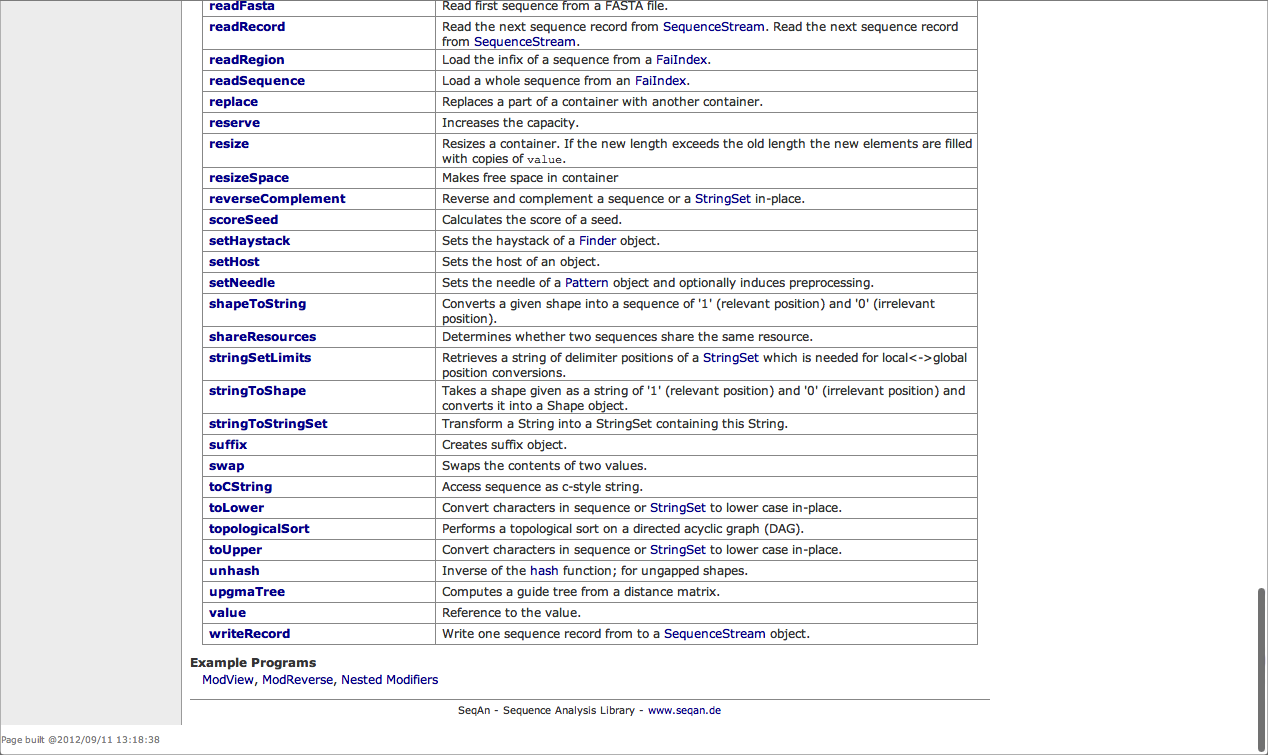 readFasta Read first sequence from a FASTA file.
readRecord Read the next sequence record from SequenceStream. Read the next sequence record
from SequenceStream.
readRegion Load the infix of a sequence from a FaiIndex.
readSequence Load a whole sequence from an FaiIndex.
replace Replaces a part of a container with another container.
reserve Increases the capacity.
resize Resizes a container. If the new length exceeds the old length the new elements are filled
with copies of value.
resizeSpace Makes free space in container
reverseComplement Reverse and complement a sequence or a StringSet in-place.
scoreSeed Calculates the score of a seed.
setHaystack Sets the haystack of a Finder object.
setHost Sets the host of an object.
setNeedle Sets the needle of a Pattern object and optionally induces preprocessing.
shapeToString Converts a given shape into a sequence of '1' (relevant position) and '0' (irrelevant
position).
shareResources Determines whether two sequences share the same resource.
stringSetLimits Retrieves a string of delimiter positions of a StringSet which is needed for local<->global
position conversions.
stringToShape Takes a shape given as a string of '1' (relevant position) and '0' (irrelevant position) and
converts it into a Shape object.
stringToStringSet Transform a String into a StringSet containing this String.
suffix Creates suffix object.
swap Swaps the contents of two values.
toCString Access sequence as c-style string.
toLower Convert characters in sequence or StringSet to lower case in-place.
topologicalSort Performs a topological sort on a directed acyclic graph (DAG).
toUpper Convert characters in sequence or StringSet to lower case in-place.
unhash Inverse of the hash function; for ungapped shapes.
upgmaTree Computes a guide tree from a distance matrix.
value Reference to the value.
writeRecord Write one sequence record from to a SequenceStream object.
Example Programs
ModView, ModReverse, Nested Modifiers
SeqAn - Sequence Analysis Library - www.seqan.de
Page built @2012/09/11 13:18:38